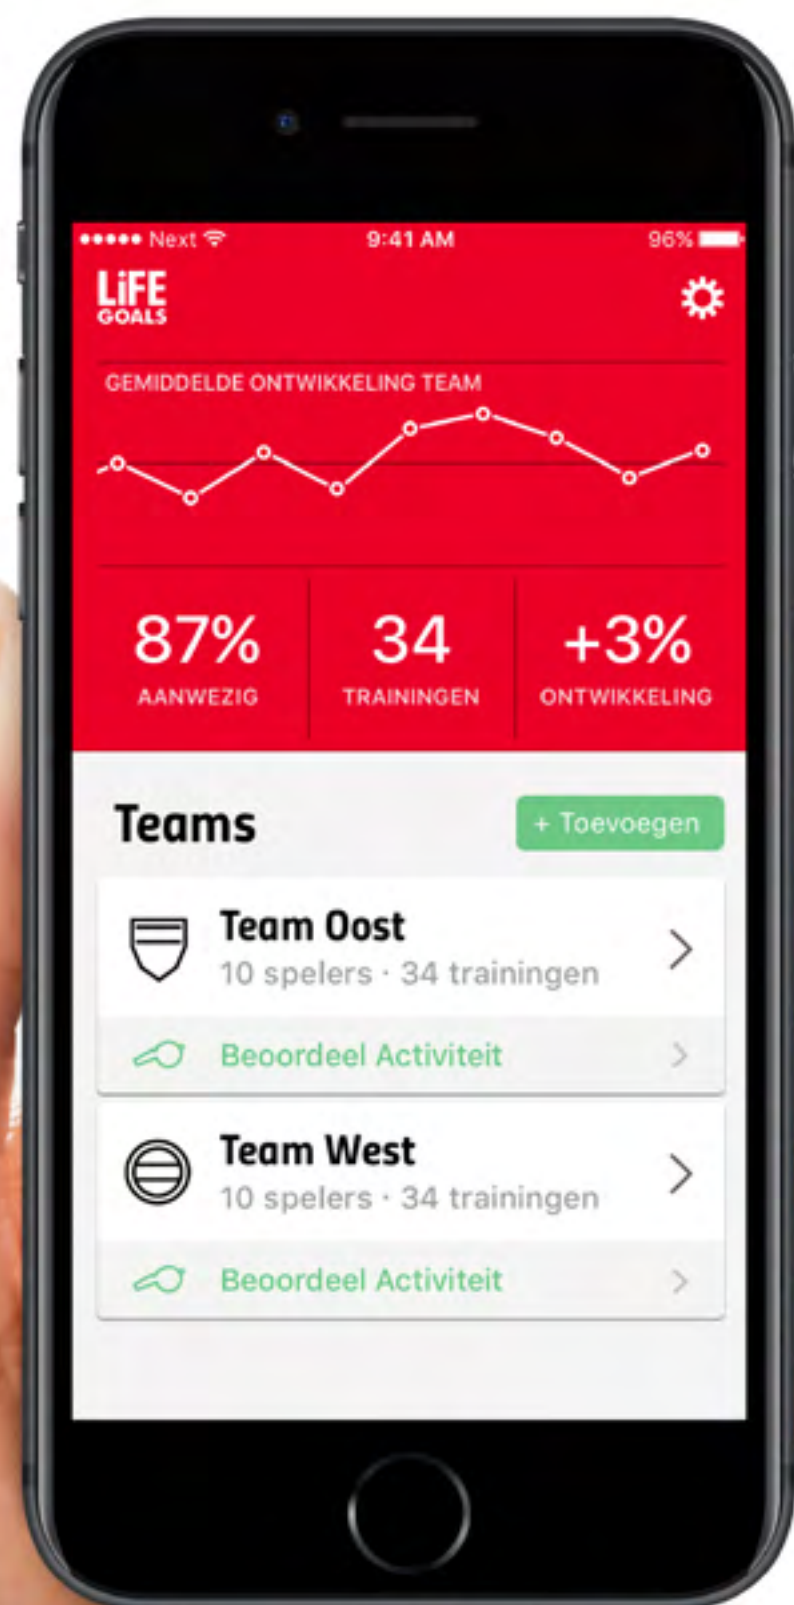 Next
9:41 AM
96%
LiFE
GOALS
GEMIDDELDE ONTWIKKELING TEAM
87%
34
+3%
AANWEZIG
TRAININGEN
ONTWIKKELING
Teams
+ Toevoegen
Team Oost
10 spelers · 34 trainingen
Beoordeel Activiteit
Team West
10 spelers · 34 trainingen
Beoordeel Activiteit